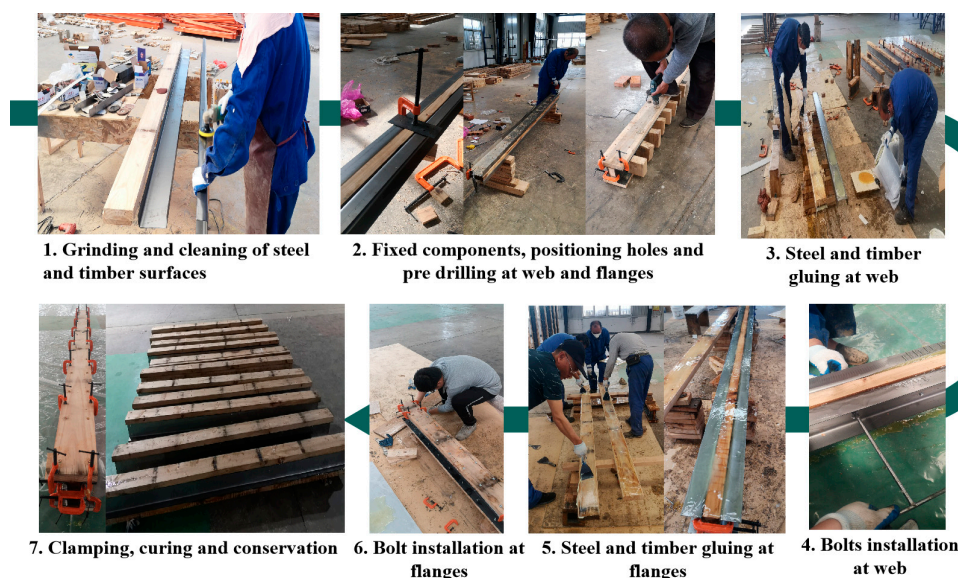 1. Grinding and cleaning of steel
and timber surfaces
2. Fixed components, positioning holes and
pre drilling at web and flanges
3. Steel and timber
gluing at web
4. Bolts installation
at web
5. Steel and timber gluing at
flanges
6. Bolt installation at
flanges
7. Clamping, curing and conservation